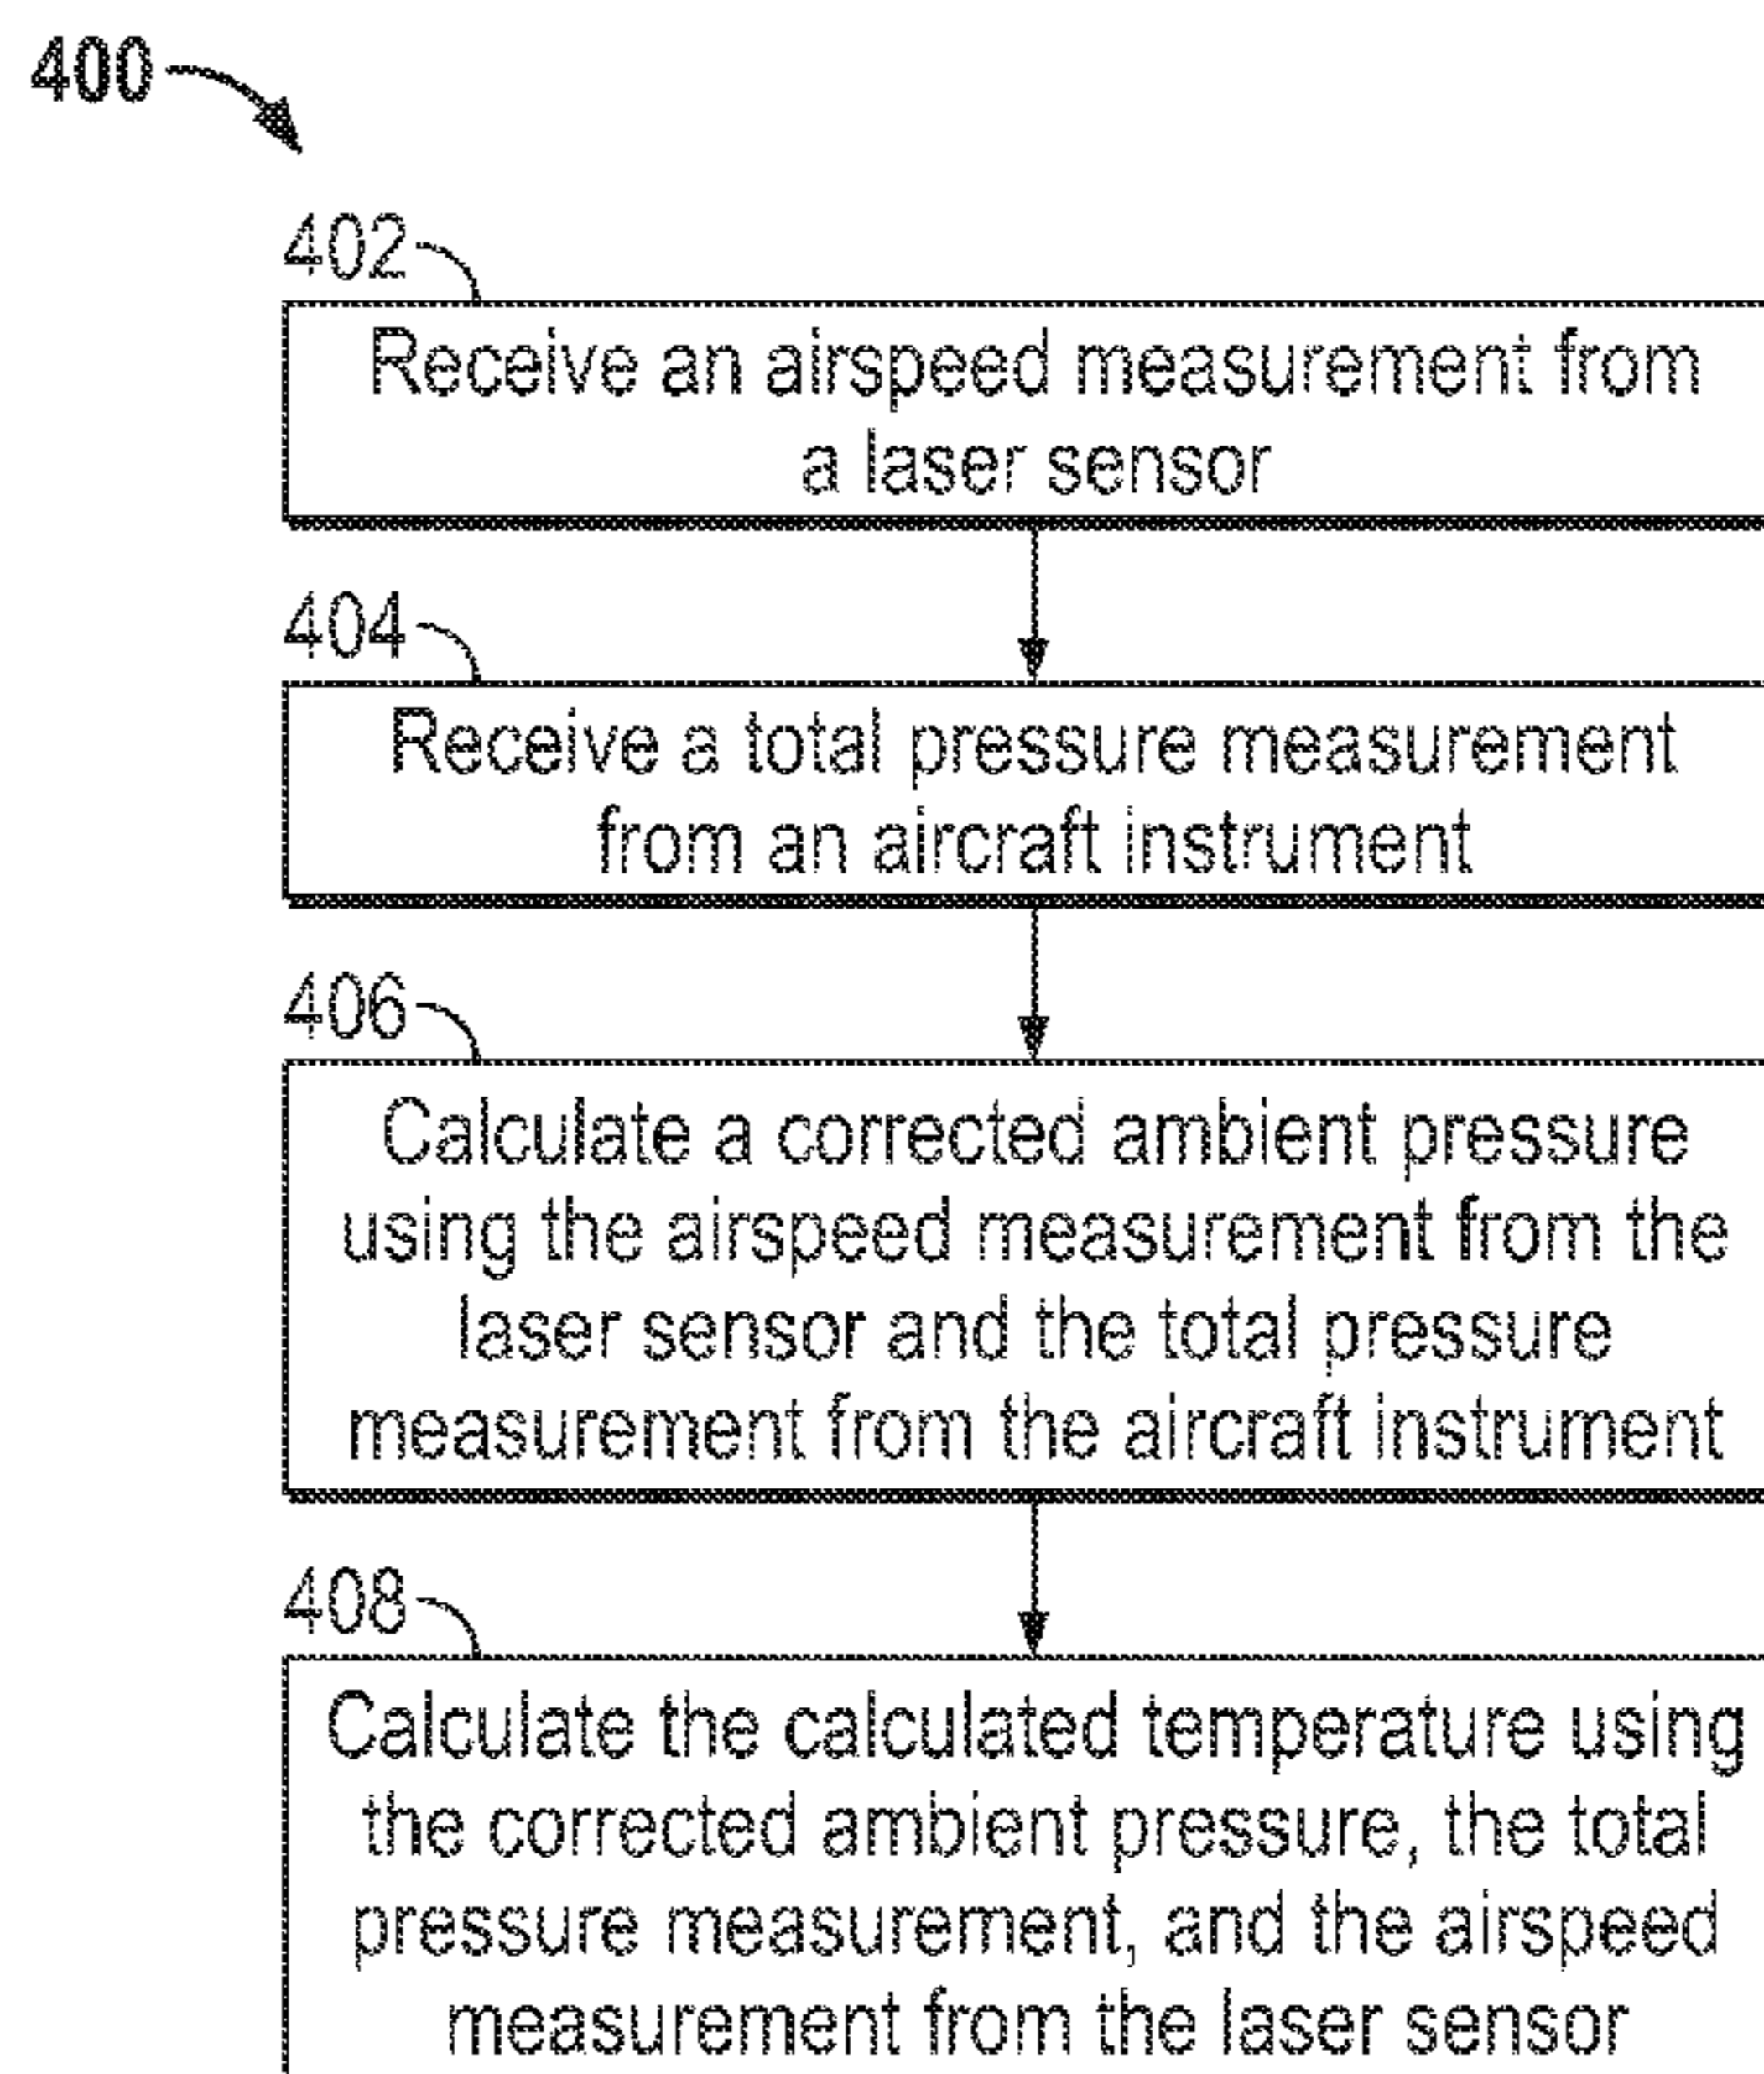 400
402
Receive an airspeed measurement from
a laser sensor
404
Receive a total pressure measurement
from an aircraft instrument
406
Calculate a corrected ambient pressure
using the airspeed measurement from the
laser sensor and the total pressure
measurement from the aircraft instrument
408
Calculate the calculated temperature using
the corrected ambient pressure, the total
pressure measurement, and the airspeed
measurement from the laser sensor